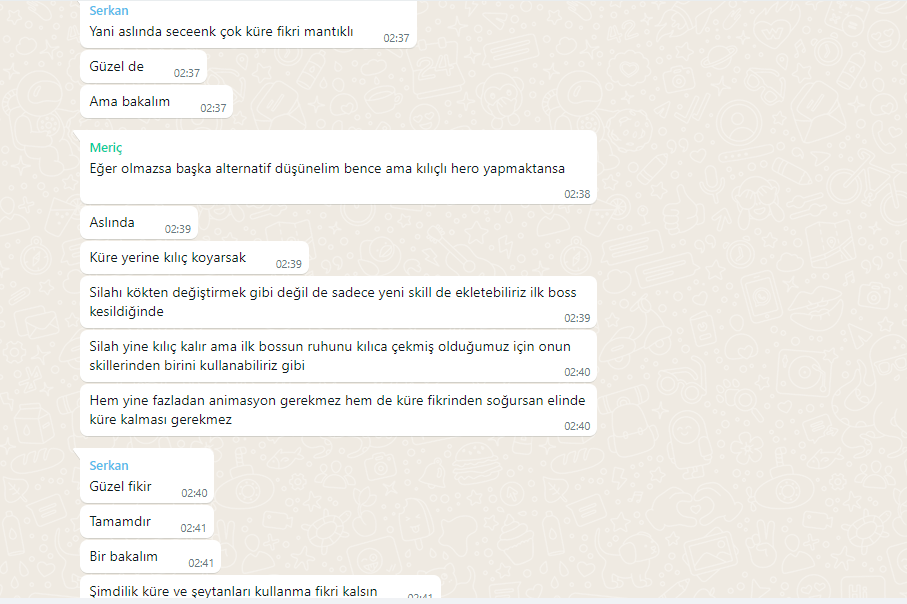 Serkan
Yani aslında seceenk çok küre fikri mantıklı
02:37
Güzel de
02:37
Ama bakalım
02:37
Meriç
Eğer olmazsa başka alternatif düşünelim bence ama kılıçlı hero yapmaktansa
02:38
Aslında
02:39
Küre yerine kılıç koyarsak
02:39
Silahı kökten değiştirmek gibi değil de sadece yeni skill de ekletebiliriz ilk boss
kesildiğinde
02:39
Silah yine kılıç kalır ama ilk bossun ruhunu kılıca çekmiş olduğumuz için onun
skillerinden birini kullanabiliriz gibi
02:40
Hem yine fazladan animasyon gerekmez hem de küre fikrinden soğursan elinde
küre kalması gerekmez
02:40
Serkan
Güzel fikir
02:40
Tamamdır
02:41
Bir bakalım
02:41
Şimdilik küre ve şeytanları kullanma fikri kalsın
02:41